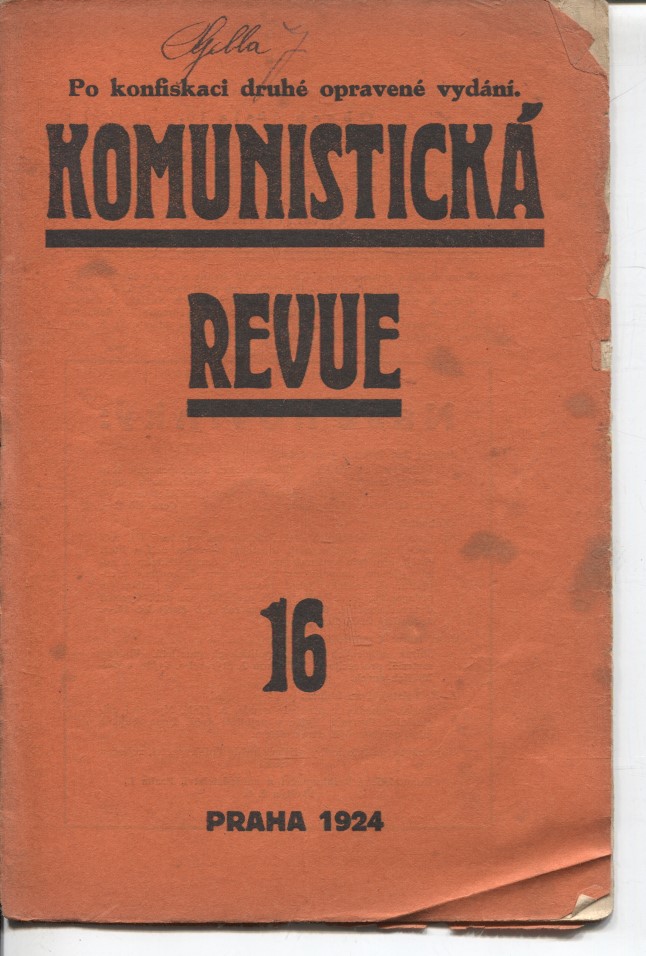 Po konfiskaci druhé opravené vydání.
KOMUNISTICKÁ
REVUE
16
PRAHA 1924